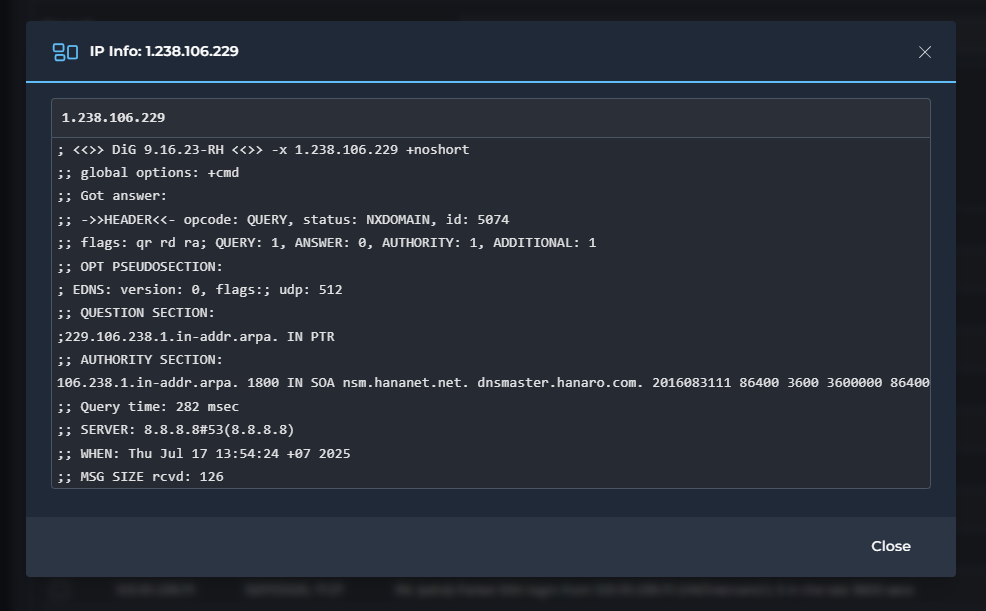 IP Info: 1.238.106.229
1.238.106.229
; <<>> DiG 9.16.23-RH <<>> -x 1.238.106.229 +noshort
;; global options: +cmd
;; Got answer:
;; ->>HEADER<<- opcode: QUERY, status: NXDOMAIN, id: 5074
;; flags: qr rd ra; QUERY: 1, ANSWER: 0, AUTHORITY: 1, ADDITIONAL: 1
;; OPT PSEUDOSECTION:
; EDNS: version: 0, flags:; udp: 512
;; QUESTION SECTION:
;229.106.238.1.in-addr.arpa. IN PTR
;; AUTHORITY SECTION:
106.238.1.in-addr.arpa. 1800 IN SOA nsm.hananet.net. dnsmaster.hanaro.com. 2016083111 86400 3600 3600000 86400
;; Query time: 282 msec
;; SERVER: 8.8.8.8#53(8.8.8.8)
;; WHEN: Thu Jul 17 13:54:24 +07 2025
;; MSG SIZE rcvd: 126
Close